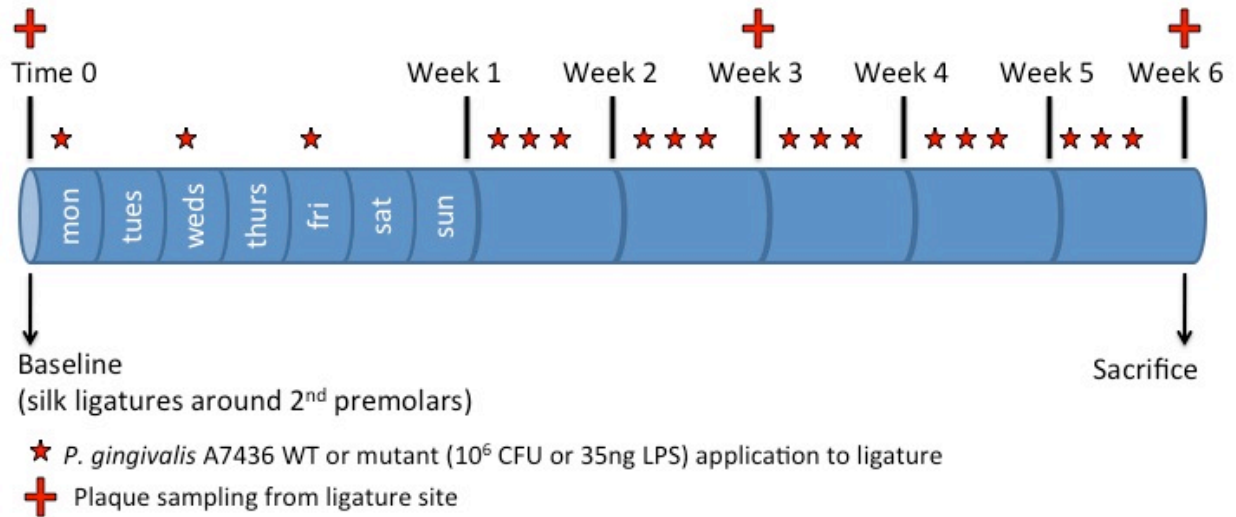 Time 0 Week 1 Week 2 Week 3 Week 4 Week 5 Week 6
mon tues weds thurs fri sat sun
Baseline
(silk ligatures around 2nd premolars)
Sacrifice
P. gingivalis A7436 WT or mutant (10⁶ CFU or 35ng LPS) application to ligature
Plaque sampling from ligature site